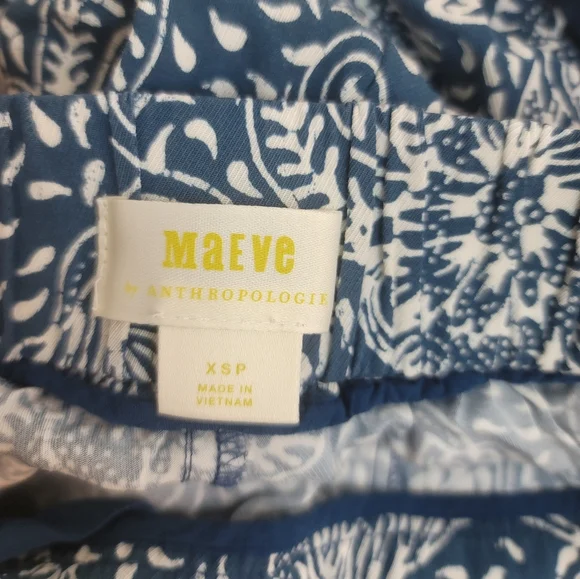 MaEve
BY ANTHROPOLOGIE
XSP
MADE IN
VIETNAM